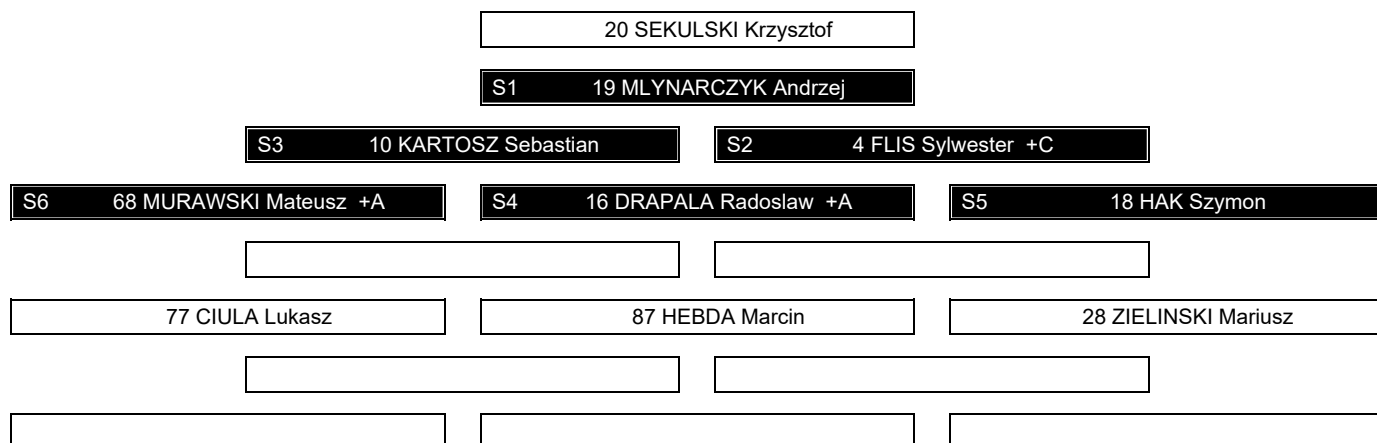 20 SEKULSKI Krzysztof
S1 19 MLYNARCZYK Andrzej
S3 10 KARTOSZ Sebastian S2 4 FLIS Sylwester +C
S6 68 MURAWSKI Mateusz +A S4 16 DRAPALA Radoslaw +A S5 18 HAK Szymon
77 CIULA Lukasz 87 HEBDA Marcin 28 ZIELINSKI Mariusz